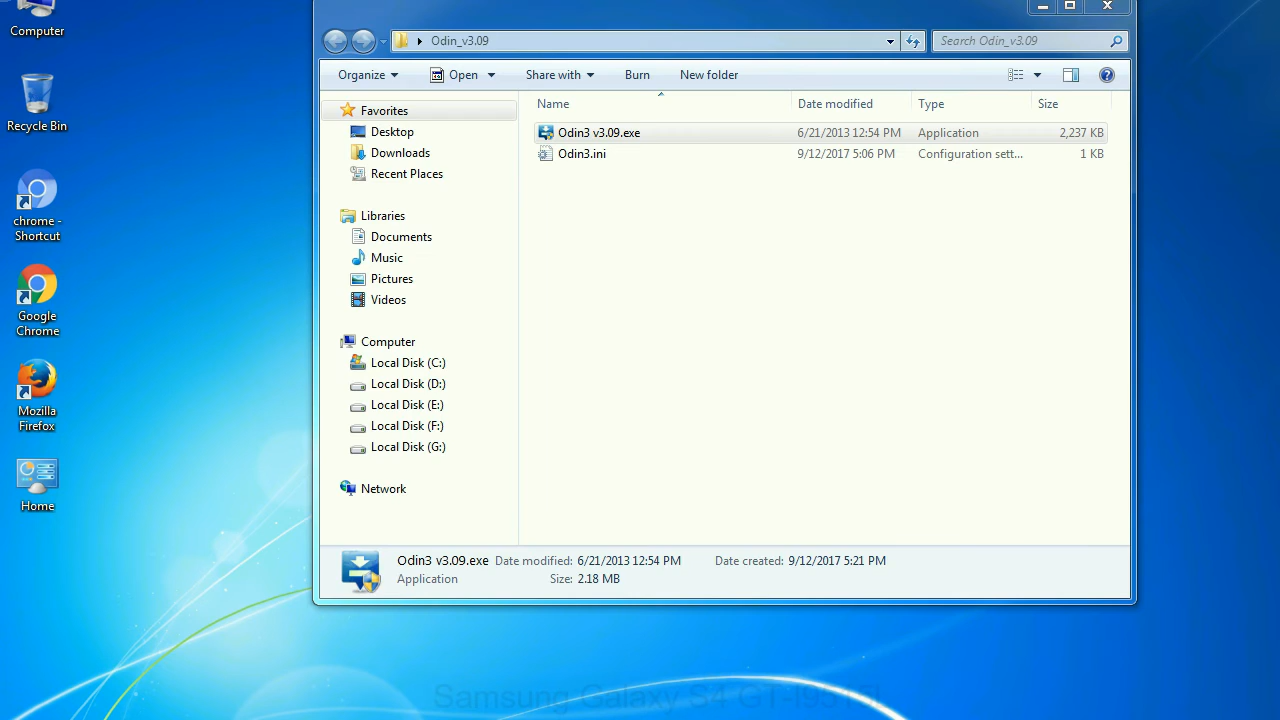 Computer
Recycle Bin
chrome -
Shortcut
Google
Chrome
Mozilla
Firefox
Home
Odin_v3.09
Search Odin_v3.09
Organize
Open
Share with
Burn
New folder
Name
Date modified
Type
Size
Odin3 v3.09.exe
6/21/2013 12:54 PM
Application
2,237 KB
Odin3.ini
9/12/2017 5:06 PM
Configuration sett...
1 KB
Favorites
Desktop
Downloads
Recent Places
Libraries
Documents
Music
Pictures
Videos
Computer
Local Disk (C:)
Local Disk (D:)
Local Disk (E:)
Local Disk (F:)
Local Disk (G:)
Network
Odin3 v3.09.exe
Date modified: 6/21/2013 12:54 PM
Date created: 9/12/2017 5:21 PM
Application
Size: 2.18 MB
Samsung Galaxy S4